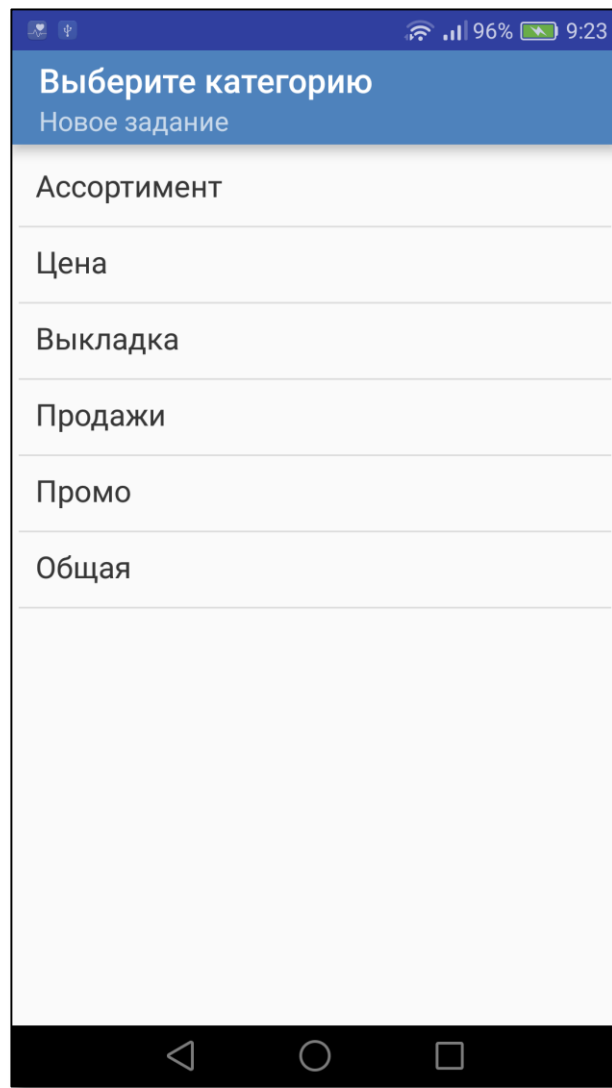 96% 9:23
Выберите категорию
Новое задание
Ассортимент
Цена
Выкладка
Продажи
Промо
Общая